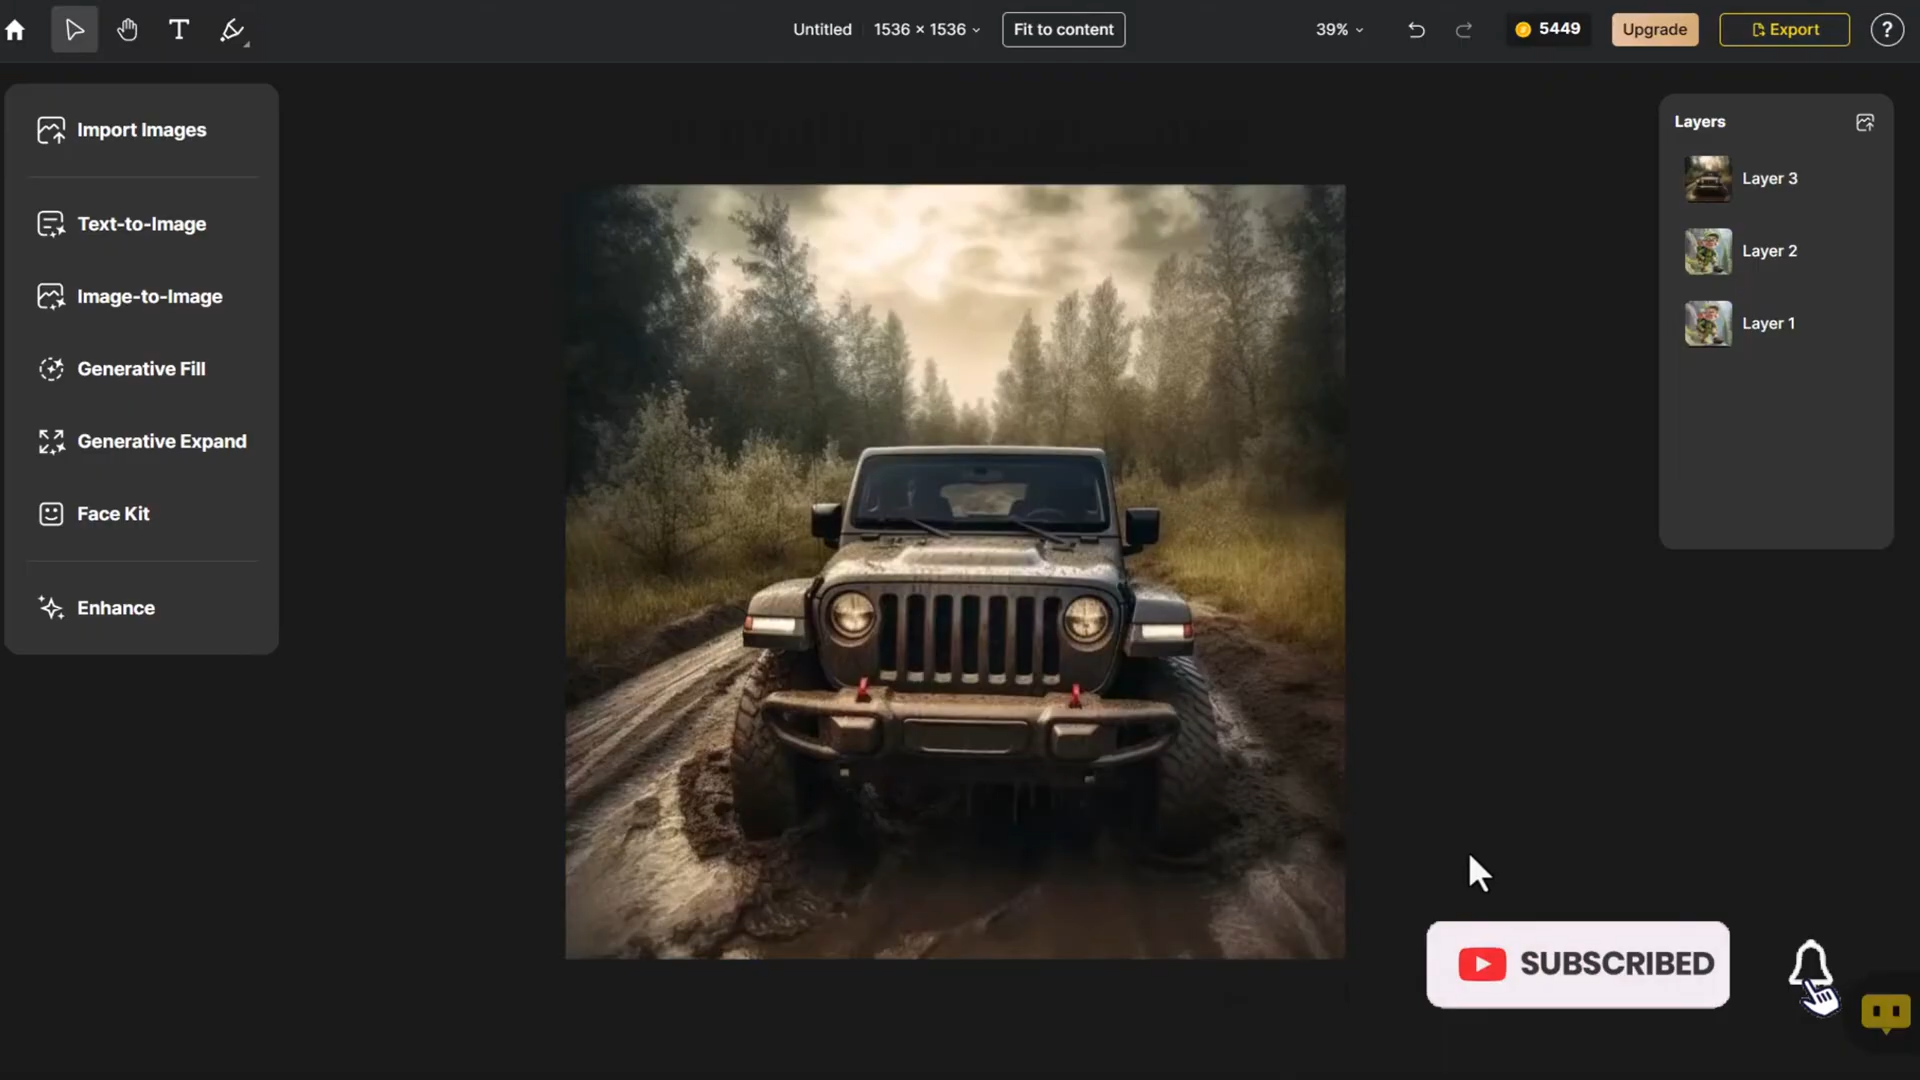 Untitled
1536 × 1536
Fit to content
39%
5449
Upgrade
Export
?
Import Images
Text-to-Image
Image-to-Image
Generative Fill
Generative Expand
Face Kit
Enhance
Layers
Layer 3
Layer 2
Layer 1
SUBSCRIBED